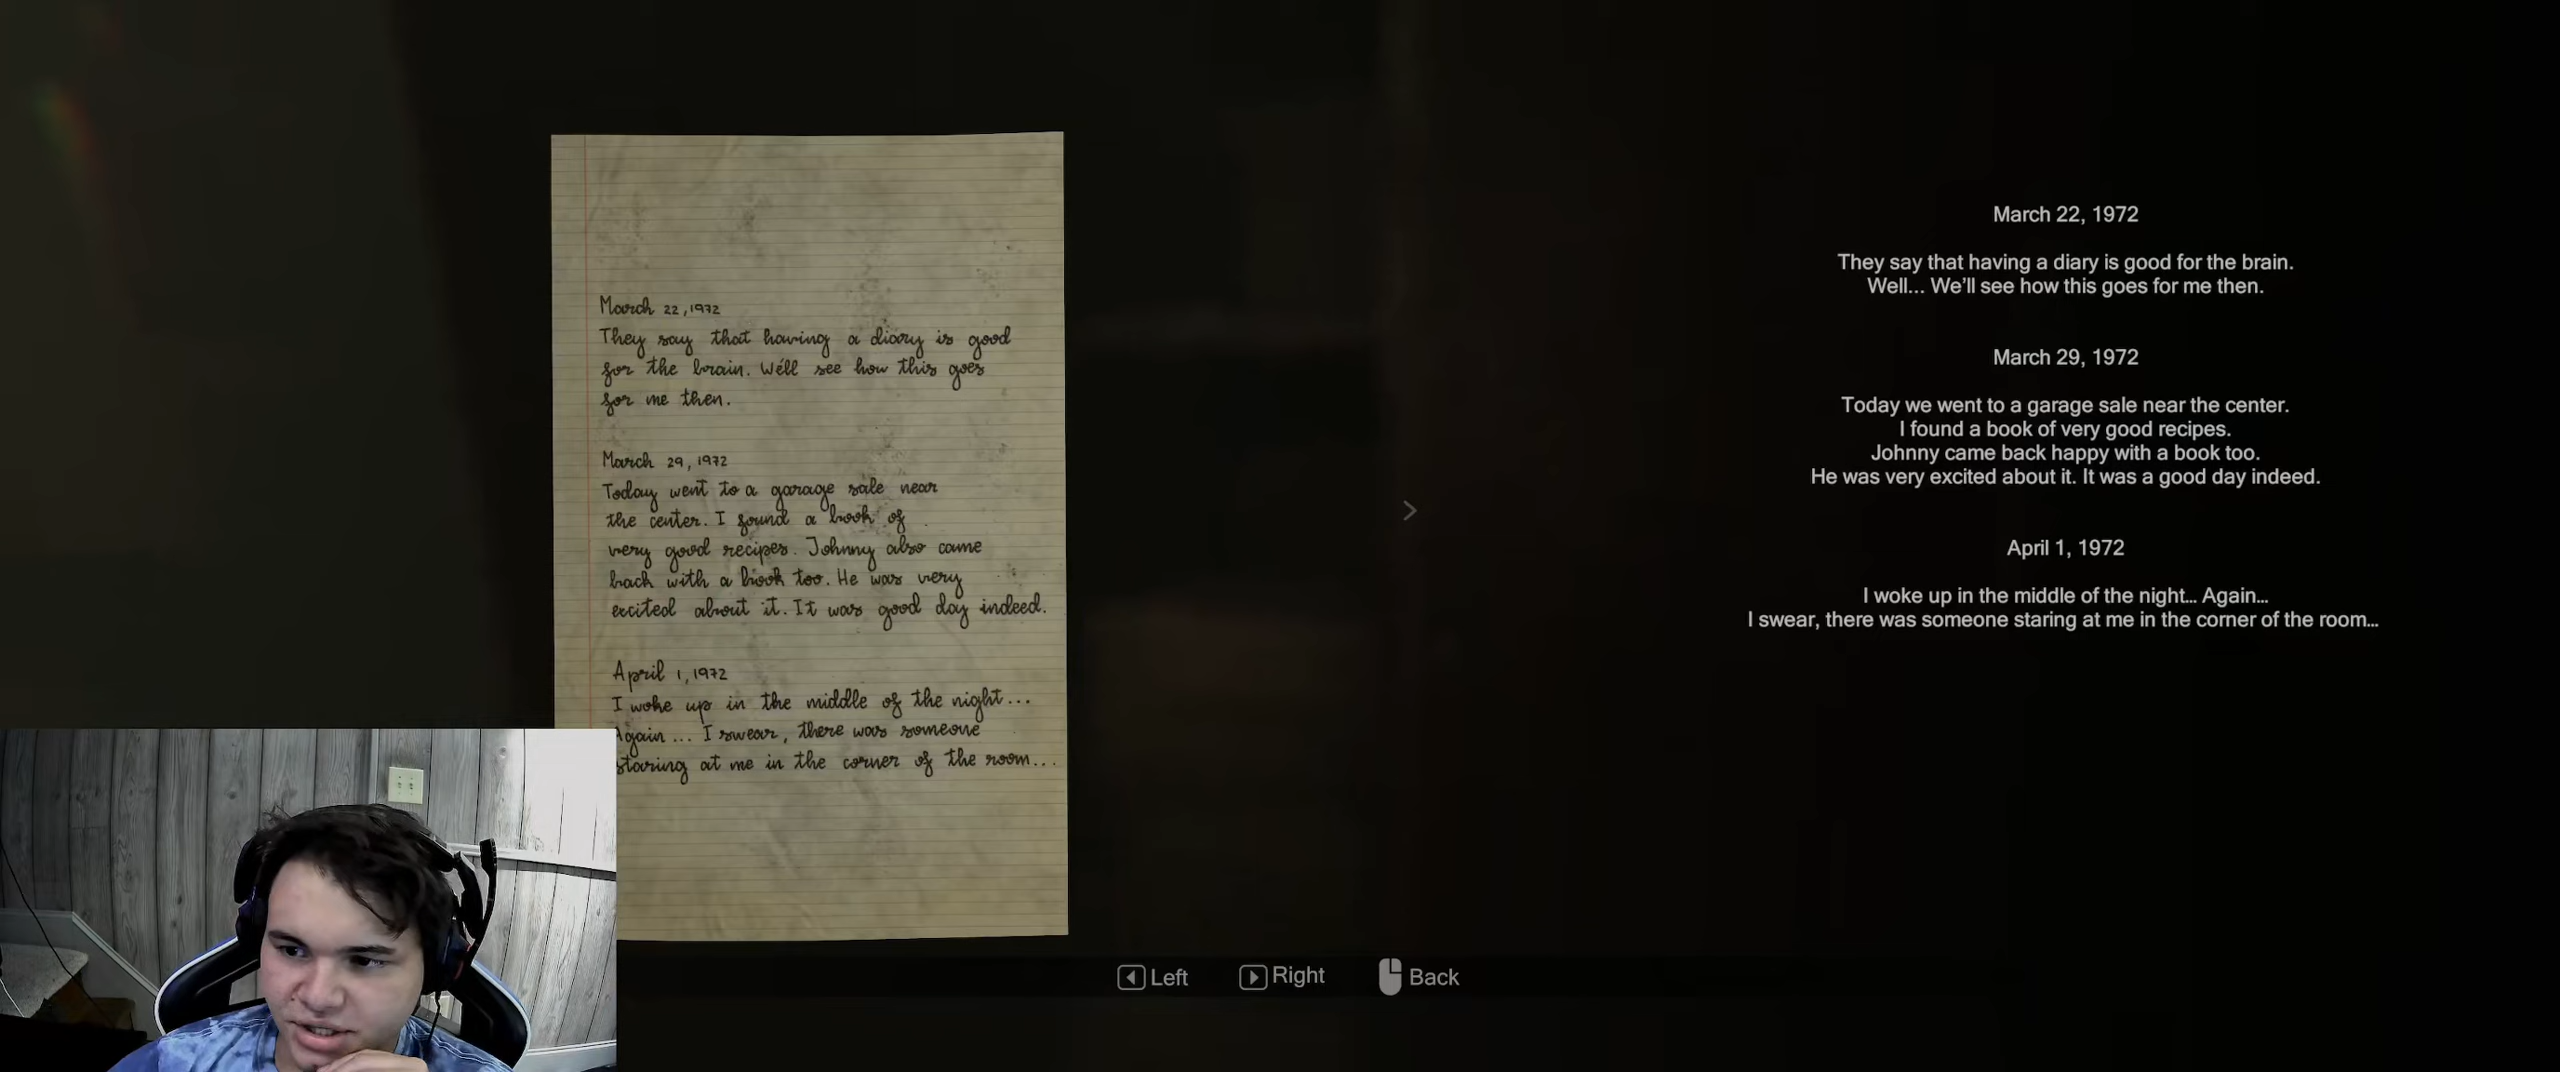 March 22, 1972
They say that having a diary is good
for the brain. We'll see how this goes
for me then.
March 29, 1972
Today went to a garage sale near
the center. I found a book of
very good recipes. Johnny also came
back with a book too. He was very
excited about it. It was good day indeed.
April 1, 1972
I woke up in the middle of the night...
Again... I swear, there was someone
staring at me in the corner of the room...
March 22, 1972
They say that having a diary is good for the brain.
Well... We'll see how this goes for me then.
March 29, 1972
Today we went to a garage sale near the center.
I found a book of very good recipes.
Johnny came back happy with a book too.
He was very excited about it. It was a good day indeed.
April 1, 1972
I woke up in the middle of the night... Again...
I swear, there was someone staring at me in the corner of the room...
Left Right Back